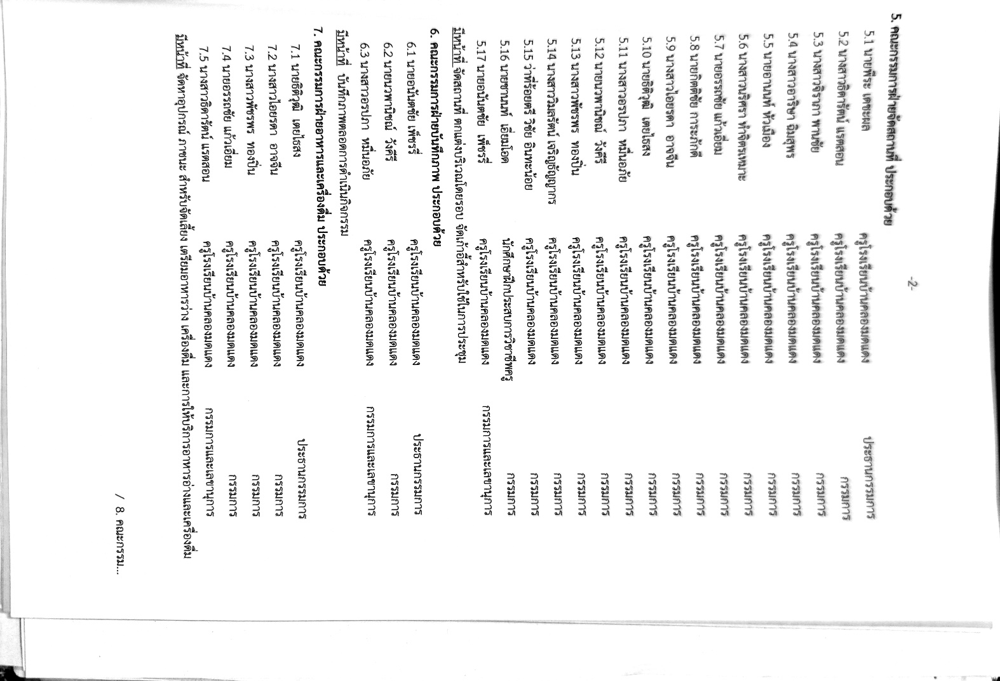 -2-
5. คณะกรรมการฝ่ายจัดสถานที่ ประกอบด้วย
5.1 นายพีระ เดชะผล ครูโรงเรียนบ้านคลองมดแดง ประธานกรรมการ
5.2 นางสาวธิดารัตน์ แรตสอน ครูโรงเรียนบ้านคลองมดแดง กรรมการ
5.3 นางสาวจิราภา พานชัย ครูโรงเรียนบ้านคลองมดแดง กรรมการ
5.4 นางสาวอาริษา ฉิมสุพร ครูโรงเรียนบ้านคลองมดแดง กรรมการ
5.5 นายอานนท์ หัวเมือง ครูโรงเรียนบ้านคลองมดแดง กรรมการ
5.6 นางสาวนริศรา ทำจิตรเหมาะ ครูโรงเรียนบ้านคลองมดแดง กรรมการ
5.7 นายอรรถชัย แก้วเอี่ยม ครูโรงเรียนบ้านคลองมดแดง กรรมการ
5.8 นายกิตติชัย การะภักดี ครูโรงเรียนบ้านคลองมดแดง กรรมการ
5.9 นางสาวไอยรดา อาจจีน ครูโรงเรียนบ้านคลองมดแดง กรรมการ
5.10 นายธิติวุฒิ เตยไธสง ครูโรงเรียนบ้านคลองมดแดง กรรมการ
5.11 นางสาวอรปภา หมื่นอภัย ครูโรงเรียนบ้านคลองมดแดง กรรมการ
5.12 นายนวพานิชณ์ วังคีรี ครูโรงเรียนบ้านคลองมดแดง กรรมการ
5.13 นางสาวพัชรพร ทองปิ่น ครูโรงเรียนบ้านคลองมดแดง กรรมการ
5.14 นางสาววิมลรัตน์ เจริญธัญญากร ครูโรงเรียนบ้านคลองมดแดง กรรมการ
5.15 ว่าที่ร้อยตรี วิชัย อินทะน้อย ครูโรงเรียนบ้านคลองมดแดง กรรมการ
5.16 นายชานนท์ เอี่ยมโอด นักศึกษาฝึกประสบการวิชาชีพครู กรรมการ
5.17 นายอนันตชัย เพ็ชรรี่ ครูโรงเรียนบ้านคลองมดแดง กรรมการและเลขานุการ
มีหน้าที่ จัดสถานที่ ตกแต่งบริเวณโดยรอบ จัดเก้าอี้สำหรับใช้ในการประชุม
6. คณะกรรมการฝ่ายบันทึกภาพ ประกอบด้วย
6.1 นายอนันตชัย เพ็ชรรี่ ครูโรงเรียนบ้านคลองมดแดง ประธานกรรมการ
6.2 นายนวพานิชณ์ วังคีรี ครูโรงเรียนบ้านคลองมดแดง กรรมการ
6.3 นางสาวอรปภา หมื่นอภัย ครูโรงเรียนบ้านคลองมดแดง กรรมการและเลขานุการ
มีหน้าที่ บันทึกภาพตลอดการดำเนินกิจกรรม
7. คณะกรรมการฝ่ายอาหารและเครื่องดื่ม ประกอบด้วย
7.1 นายธิติวุฒิ เตยไธสง ครูโรงเรียนบ้านคลองมดแดง ประธานกรรมการ
7.2 นางสาวไอยรดา อาจจีน ครูโรงเรียนบ้านคลองมดแดง กรรมการ
7.3 นางสาวพัชรพร ทองปิ่น ครูโรงเรียนบ้านคลองมดแดง กรรมการ
7.4 นายอรรถชัย แก้วเอี่ยม ครูโรงเรียนบ้านคลองมดแดง กรรมการ
7.5 นางสาวธิดารัตน์ แรตสอน ครูโรงเรียนบ้านคลองมดแดง กรรมการและเลขานุการ
มีหน้าที่ จัดหาอุปกรณ์ ภาชนะ สำหรับจัดเลี้ยง เตรียมอาหารว่าง เครื่องดื่ม และการให้บริการอาหารอ่างและเครื่องดื่ม
/ 8. คณะกรรม...